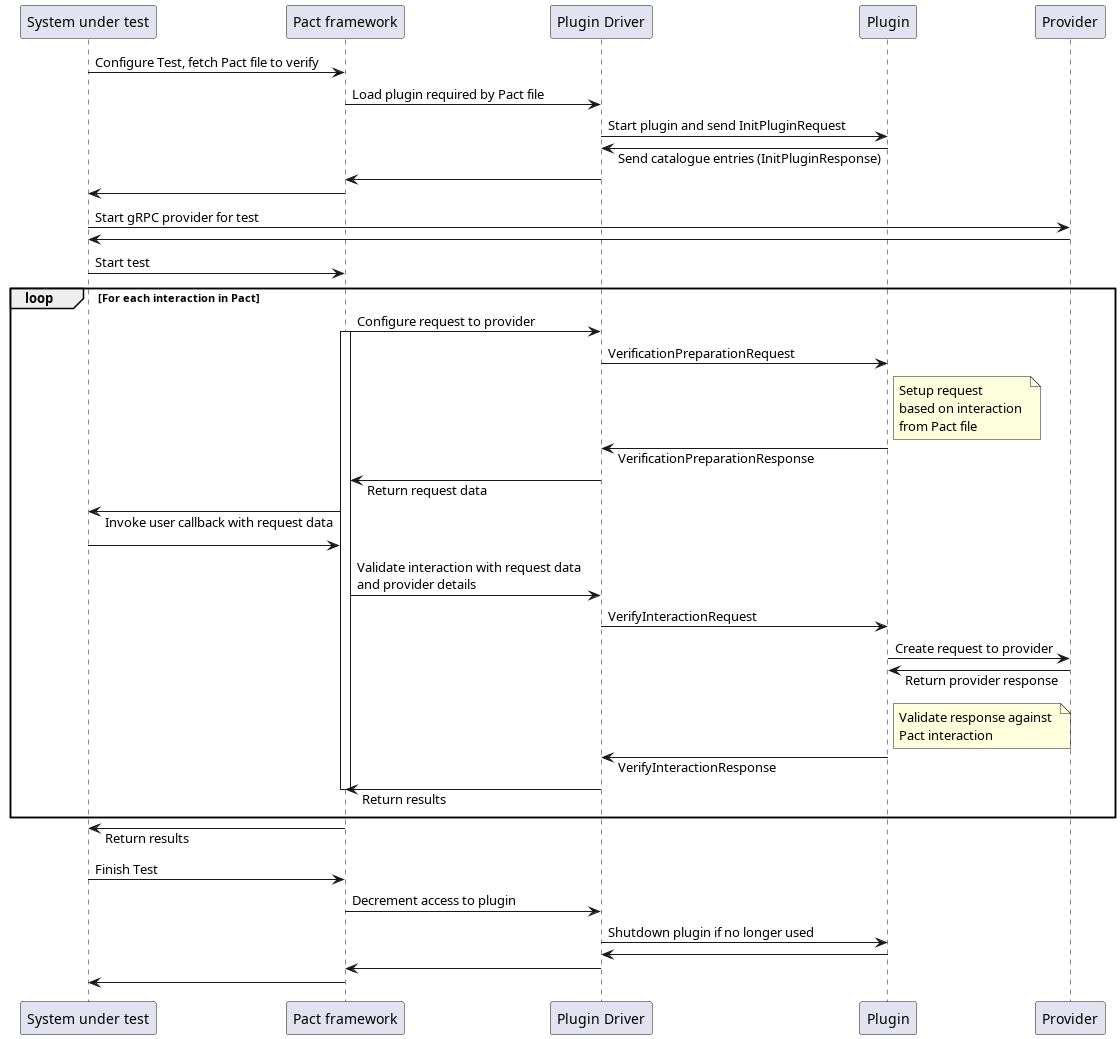 System under test
Pact framework
Plugin Driver
Plugin
Provider
Configure Test, fetch Pact file to verify
Load plugin required by Pact file
Start plugin and send InitPluginRequest
Send catalogue entries (InitPluginResponse)
Start gRPC provider for test
Start test
loop
[For each interaction in Pact]
Configure request to provider
VerificationPreparationRequest
Setup request
based on interaction
from Pact file
VerificationPreparationResponse
Return request data
Invoke user callback with request data
Validate interaction with request data
and provider details
VerifyInteractionRequest
Create request to provider
Return provider response
Validate response against
Pact interaction
VerifyInteractionResponse
Return results
Return results
Finish Test
Decrement access to plugin
Shutdown plugin if no longer used
System under test
Pact framework
Plugin Driver
Plugin
Provider